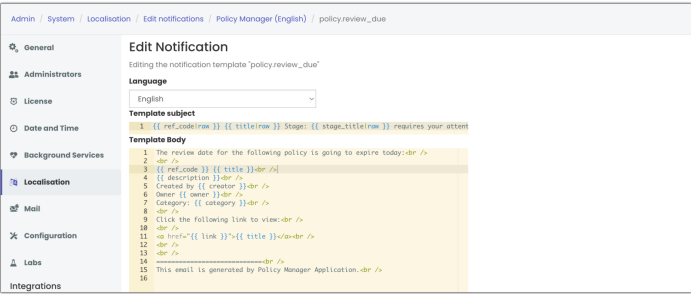 Admin / System / Localisation / Edit notifications / Policy Manager (English) / policy.review_due
General
Administrators
License
Date and Time
Background Services
Localisation
Mail
Configuration
Labs
Integrations
Edit Notification
Editing the notification template "policy.review_due"
Language
English
Template subject
1 {{ ref_code|raw }} {{ title|raw }} Stage: {{ stage_title|raw }} requires your attent
Template Body
1 The review date for the following policy is going to expire today:<br />
2 <br />
3 {{ ref_code }} {{ title }}<br />
4 {{ description }}<br />
5 Created by {{ creator }}<br />
6 Owner {{ owner }}<br />
7 Category: {{ category }}<br />
8 <br />
9 Click the following link to view:<br />
10 <br />
11 <a href="{{ link }}">{{ title }}</a><br />
12 <br />
13 <br />
14 ============================<br />
15 This email is generated by Policy Manager Application.<br />
16